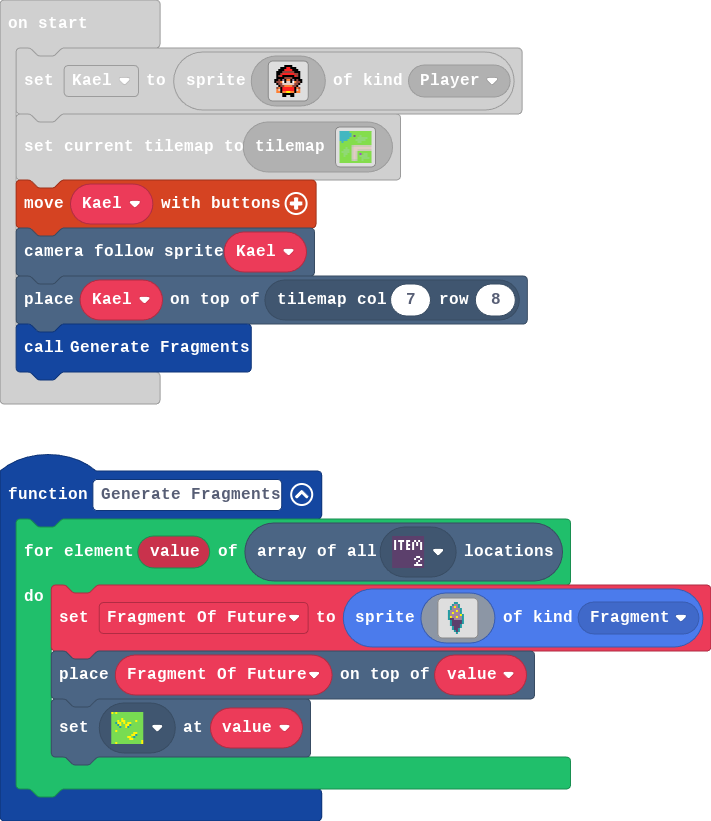 on start
set Kael to sprite of kind Player
set current tilemap to tilemap
move Kael with buttons
camera follow sprite Kael
place Kael on top of tilemap col 7 row 8
call Generate Fragments
function Generate Fragments
for element value of array of all ITEM 2 locations
do
set Fragment Of Future to sprite of kind Fragment
place Fragment Of Future on top of value
set at value